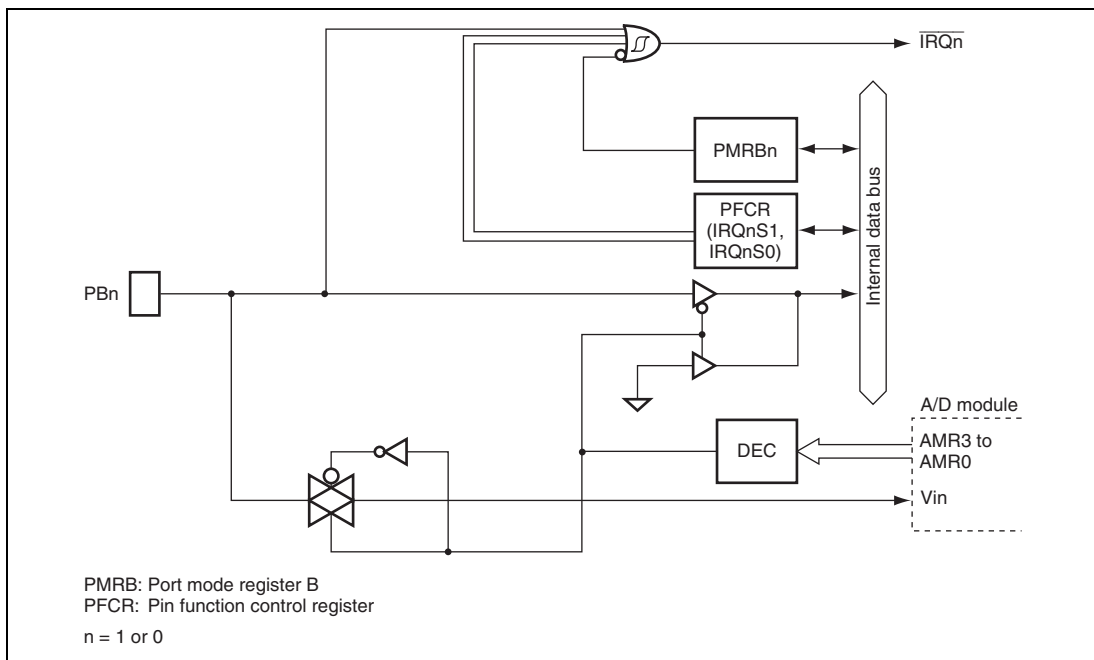 IRQn
PMRBn
PFCR
(IRQnS1,
IRQnS0)
Internal data bus
PBn
A/D module
DEC
AMR3 to
AMR0
Vin
PMRB: Port mode register B
PFCR: Pin function control register
n = 1 or 0